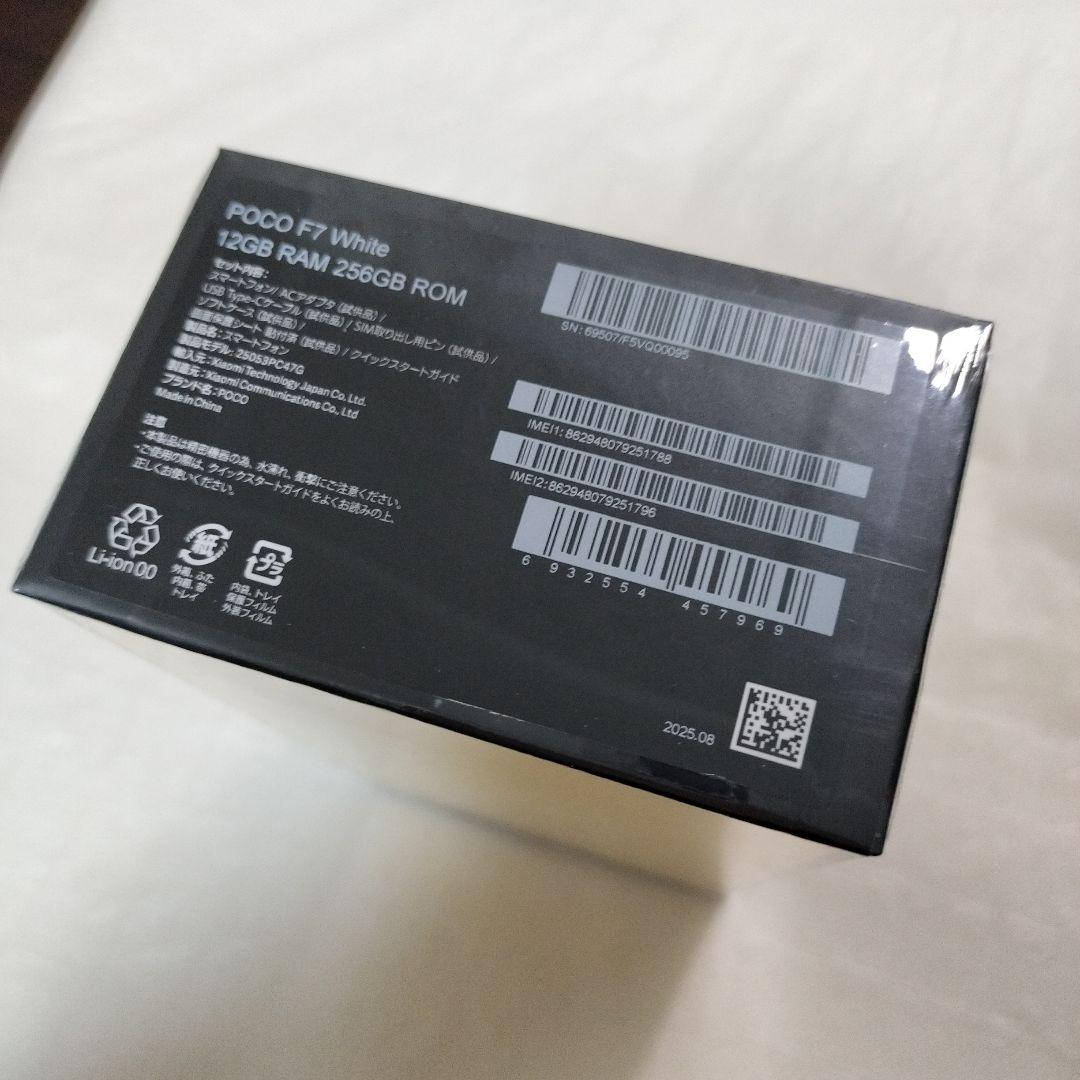 POCO F7 White
12GB RAM 256GB ROM
セット内容:
スマートフォン/ ACアダプタ (試供品) /
USB Type-Cケーブル (試供品) / SIM取り出し用ピン (試供品) /
ソフトケース (試供品) /
画面保護シート 貼付済 (試供品) / クイックスタートガイド
製品名: スマートフォン
製品モデル: 25053PC47G
輸入元: Xiaomi Technology Japan Co. Ltd.
製造元: Xiaomi Communications Co., Ltd
ブランド名: POCO
Made in China
注意
・本製品は精密機器の為、水濡れ、衝撃にご注意ください。
・ご使用の際は、クイックスタートガイドをよくお読みの上、
正しくお使いください。
Li-ion 00
紙
外箱、ふた
内箱、帯
トレイ
プラ
内袋、トレイ
保護フィルム
外装フィルム
SN: 69507/F5VQ00095
IMEI1: 862948079251788
IMEI2: 862948079251796
6 932554 457969
2025.08